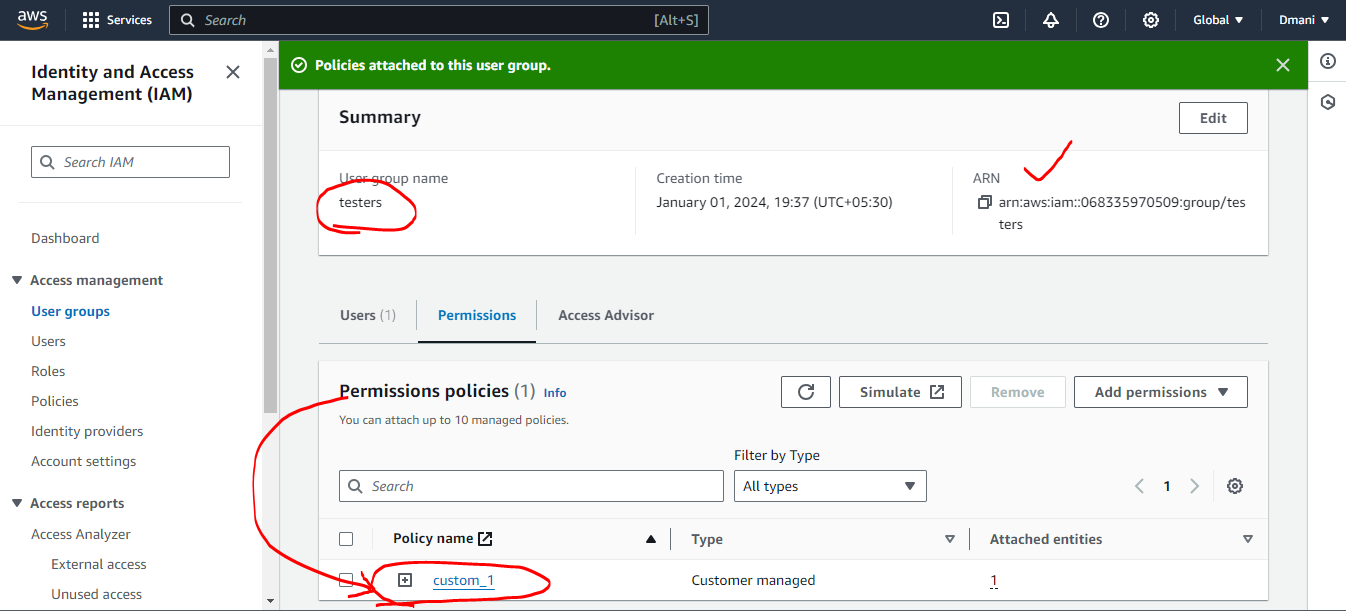 aws
Services
Search [Alt+S]
Global ▼
Dmani ▼
Identity and Access
Management (IAM)
Search IAM
Dashboard
Access management
User groups
Users
Roles
Policies
Identity providers
Account settings
Access reports
Access Analyzer
External access
Unused access
Policies attached to this user group.
Summary
Edit
User group name
testers
Creation time
January 01, 2024, 19:37 (UTC+05:30)
ARN
arn:aws:iam::068335970509:group/tes
ters
Users (1)
Permissions
Access Advisor
Permissions policies (1) Info
You can attach up to 10 managed policies.
Simulate
Remove
Add permissions
Filter by Type
Search
All types
1
Policy name
Type
Attached entities
custom_1
Customer managed
1